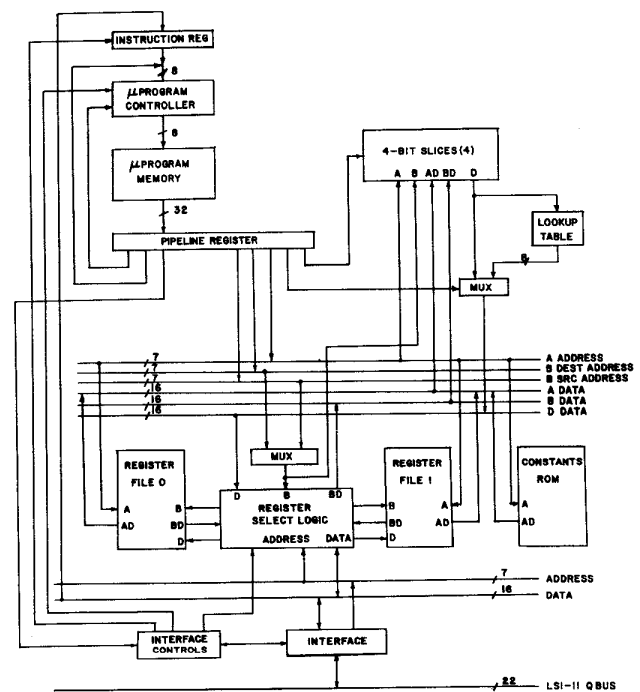 INSTRUCTION REG
8
μPROGRAM
CONTROLLER
8
μPROGRAM
MEMORY
32
PIPELINE REGISTER
4-BIT SLICES (4)
A B AD BD D
LOOKUP
TABLE
8
MUX
7 A ADDRESS
7 B DEST ADDRESS
7 B SRC ADDRESS
16 A DATA
16 B DATA
16 D DATA
MUX
REGISTER
FILE 0
A
AD
B
BD
D
D B BD
REGISTER
SELECT LOGIC
ADDRESS DATA
REGISTER
FILE 1
B
BD
D
A
AD
CONSTANTS
ROM
A
AD
7 ADDRESS
16 DATA
INTERFACE
CONTROLS
INTERFACE
22 LSI-11 QBUS